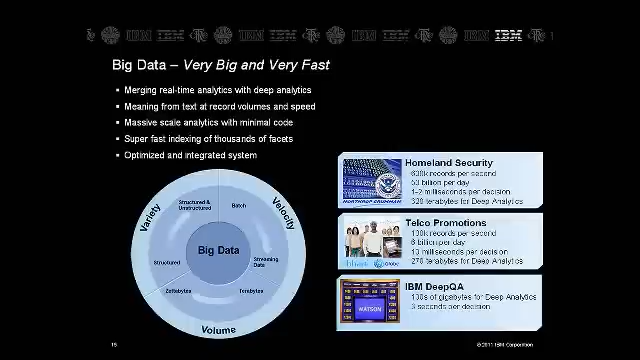 IBM IBM IBM IBM
Big Data – Very Big and Very Fast
• Merging real-time analytics with deep analytics
• Meaning from text at record volumes and speed
• Massive scale analytics with minimal code
• Super fast indexing of thousands of facets
• Optimized and integrated system
Homeland Security
600k records per second
50 billion per day
1-2 milliseconds per decision
320 terabytes for Deep Analytics
NORTHROP GRUMMAN
Telco Promotions
100k records per second
6 billion per day
10 milliseconds per decision
270 terabytes for Deep Analytics
Globe
IBM DeepQA
100s of gigabytes for Deep Analytics
3 seconds per decision
WATSON
Variety
Structured & Unstructured
Batch
Velocity
Big Data
Structured
Streaming Data
Zettabytes
Terabytes
Volume
© 2011 IBM Corporation